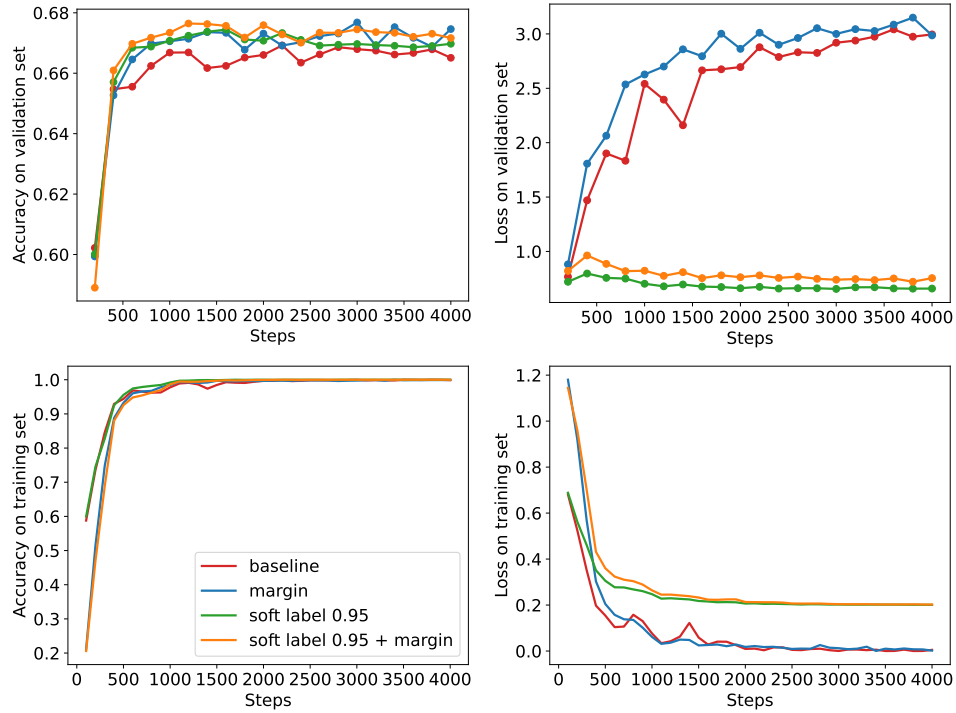 Accuracy on validation set
0.68
0.66
0.64
0.62
0.60
500 1000 1500 2000 2500 3000 3500 4000
Steps
Loss on validation set
3.0
2.5
2.0
1.5
1.0
500 1000 1500 2000 2500 3000 3500 4000
Steps
Accuracy on training set
1.0
0.9
0.8
0.7
0.6
0.5
0.4
0.3
0.2
baseline
margin
soft label 0.95
soft label 0.95 + margin
0 500 1000 1500 2000 2500 3000 3500 4000
Steps
Loss on training set
1.2
1.0
0.8
0.6
0.4
0.2
0.0
0 500 1000 1500 2000 2500 3000 3500 4000
Steps